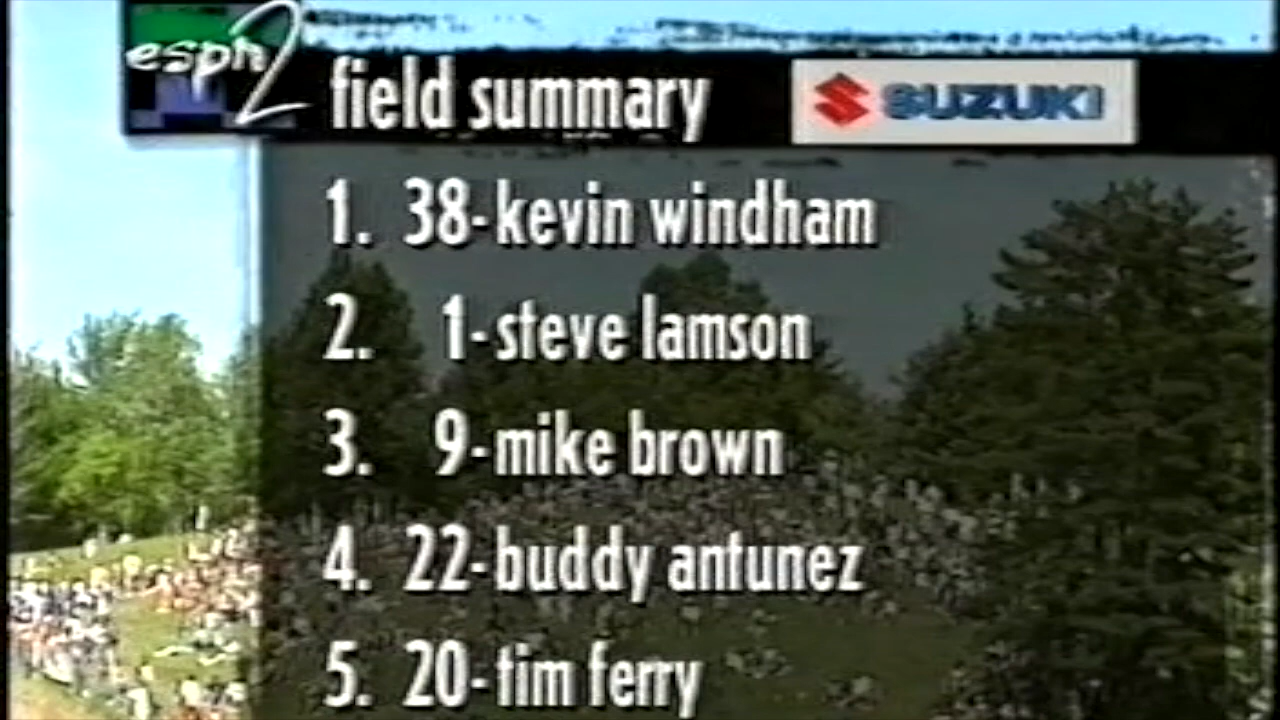 espn2
field summary
SUZUKI
1. 38-kevin windham
2. 1-steve lamson
3. 9-mike brown
4. 22-buddy antunez
5. 20-tim ferry